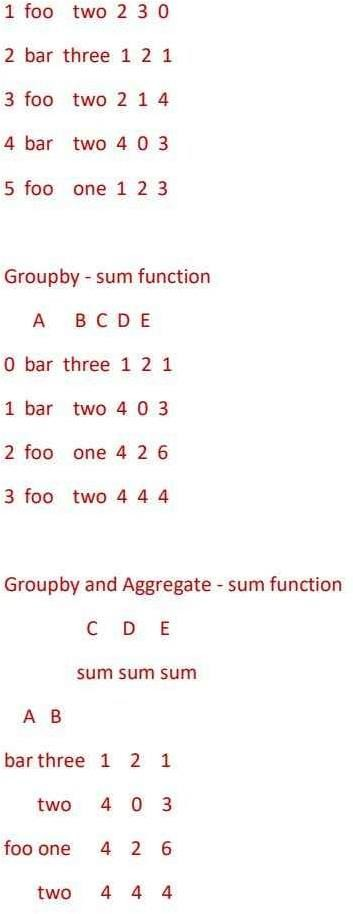 1 foo two 2 3 0
2 bar three 1 2 1
3 foo two 2 1 4
4 bar two 4 0 3
5 foo one 1 2 3
Groupby - sum function
A B C D E
0 bar three 1 2 1
1 bar two 4 0 3
2 foo one 4 2 6
3 foo two 4 4 4
Groupby and Aggregate - sum function
C D E
sum sum sum
A B
bar three 1 2 1
two 4 0 3
foo one 4 2 6
two 4 4 4